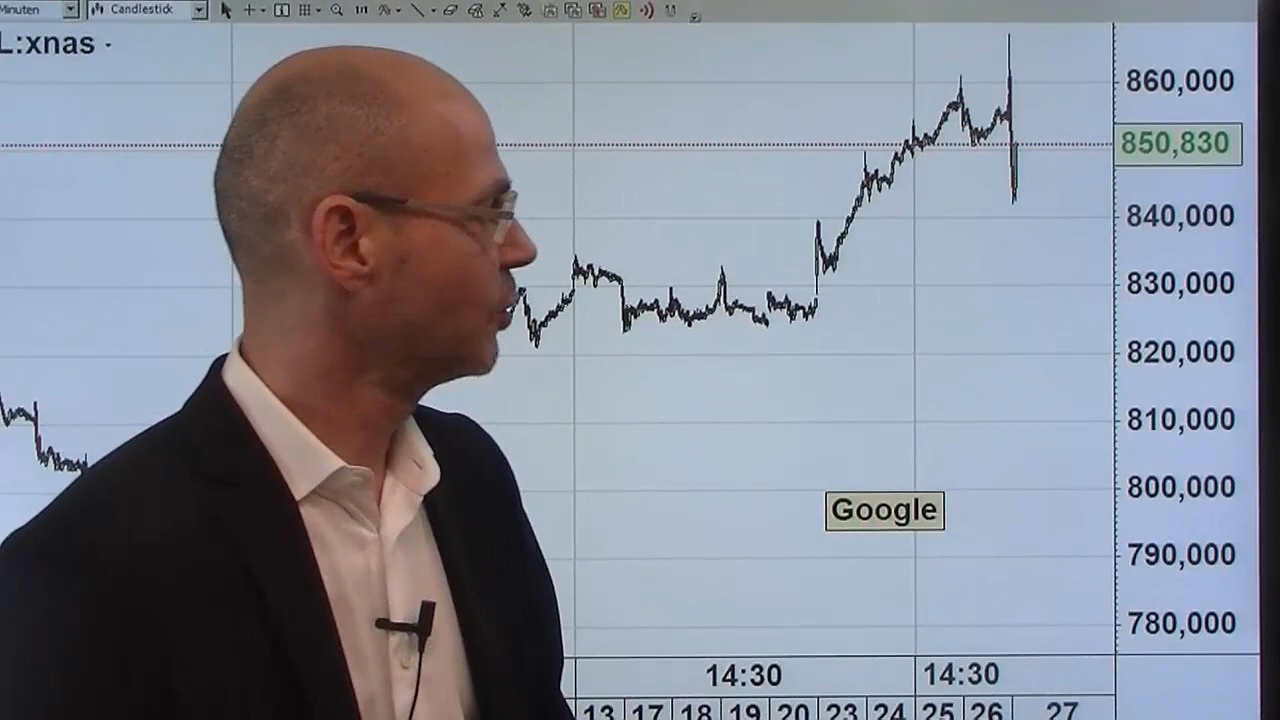 Minuten
Candlestick
L:xnas
860,000
850,830
840,000
830,000
820,000
810,000
800,000
Google
790,000
780,000
14:30 14:30
13 17 18 19 20 23 24 25 26 27